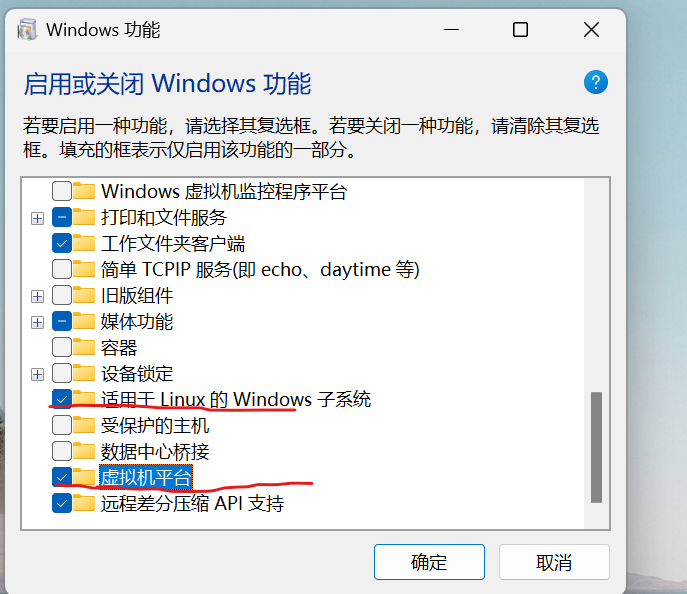 Windows 功能
启用或关闭 Windows 功能
?
若要启用一种功能，请选择其复选框。若要关闭一种功能，请清除其复选
框。填充的框表示仅启用该功能的一部分。
Windows 虚拟机监控程序平台
打印和文件服务
工作文件夹客户端
简单 TCPIP 服务(即 echo、daytime 等)
旧版组件
媒体功能
容器
设备锁定
适用于 Linux 的 Windows 子系统
受保护的主机
数据中心桥接
虚拟机平台
远程差分压缩 API 支持
确定 取消